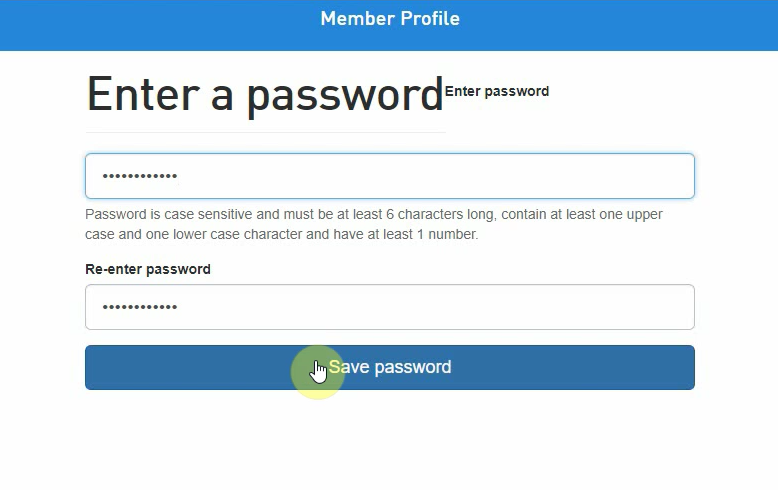 Member Profile
Enter a password
Enter password
••••••••••••
Password is case sensitive and must be at least 6 characters long, contain at least one upper
case and one lower case character and have at least 1 number.
Re-enter password
••••••••••••
Save password